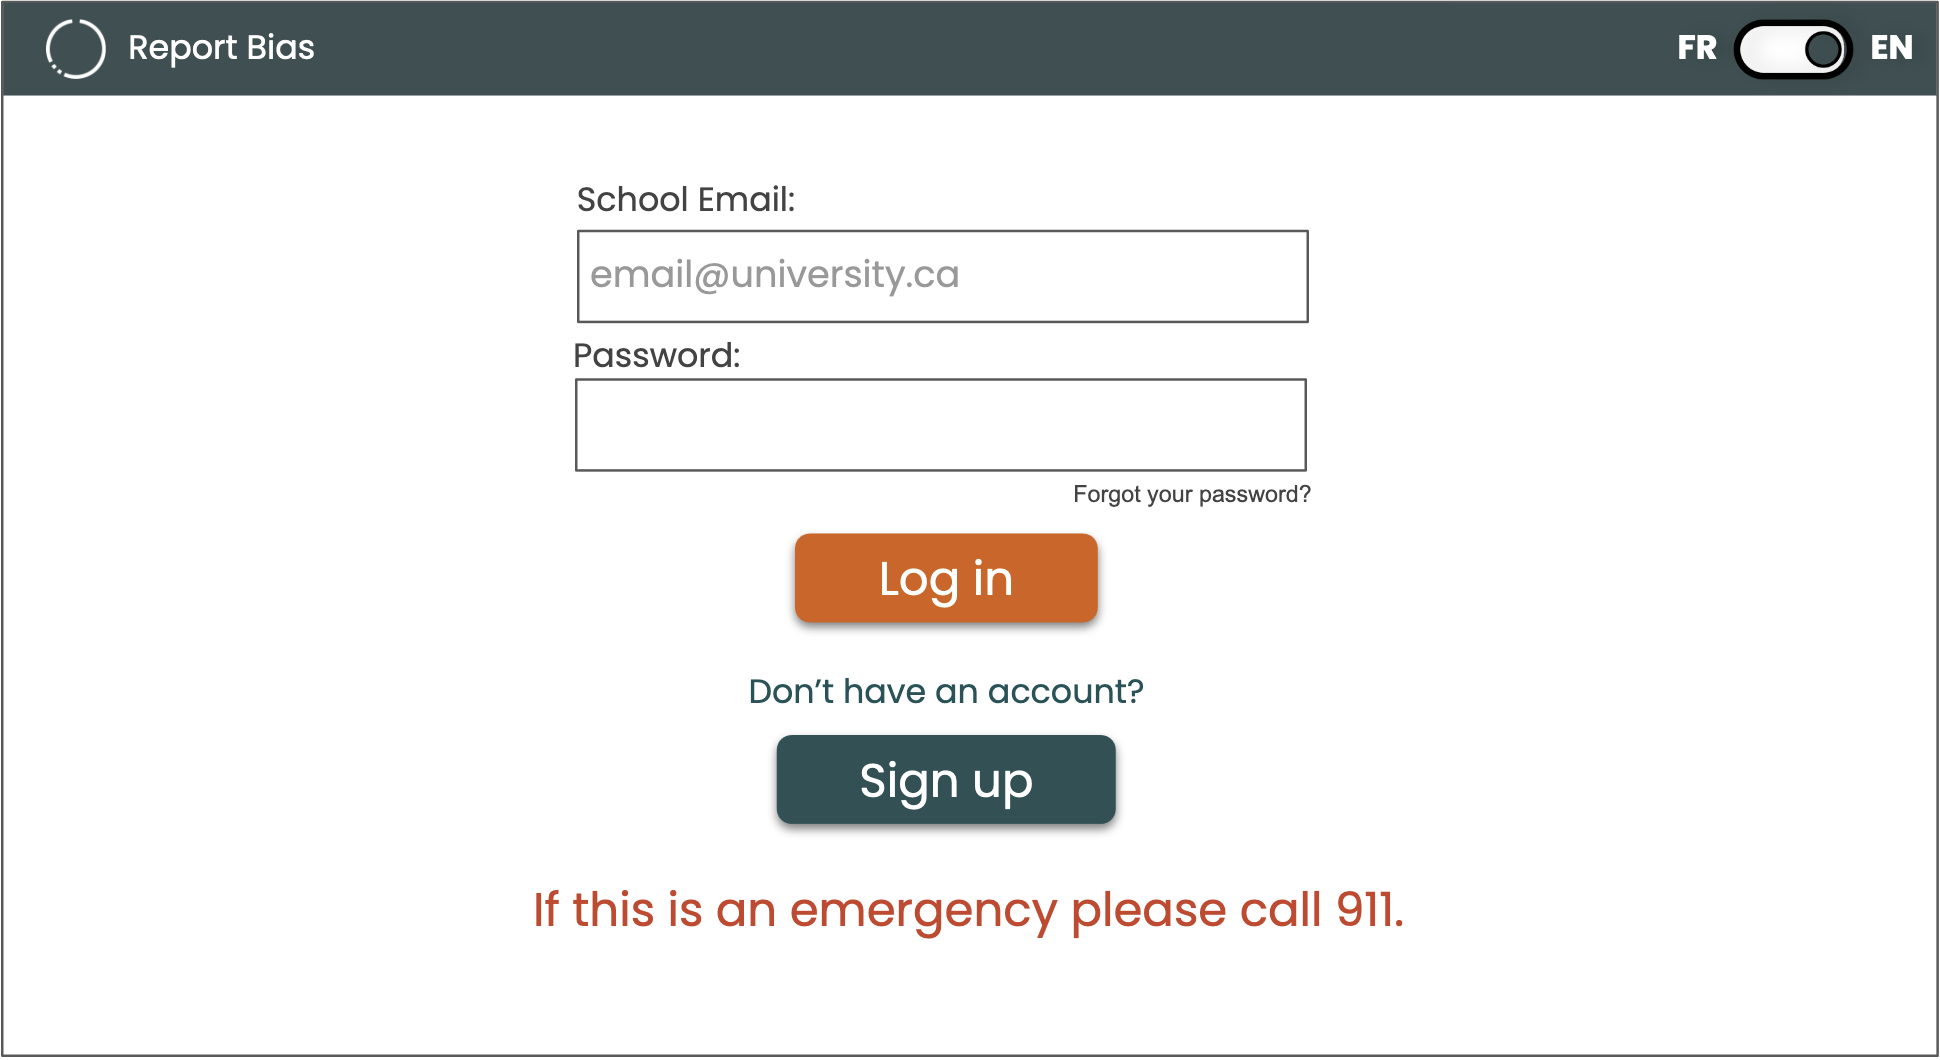 Report Bias
FR EN
School Email:
email@university.ca
Password:
Forgot your password?
Log in
Don’t have an account?
Sign up
If this is an emergency please call 911.